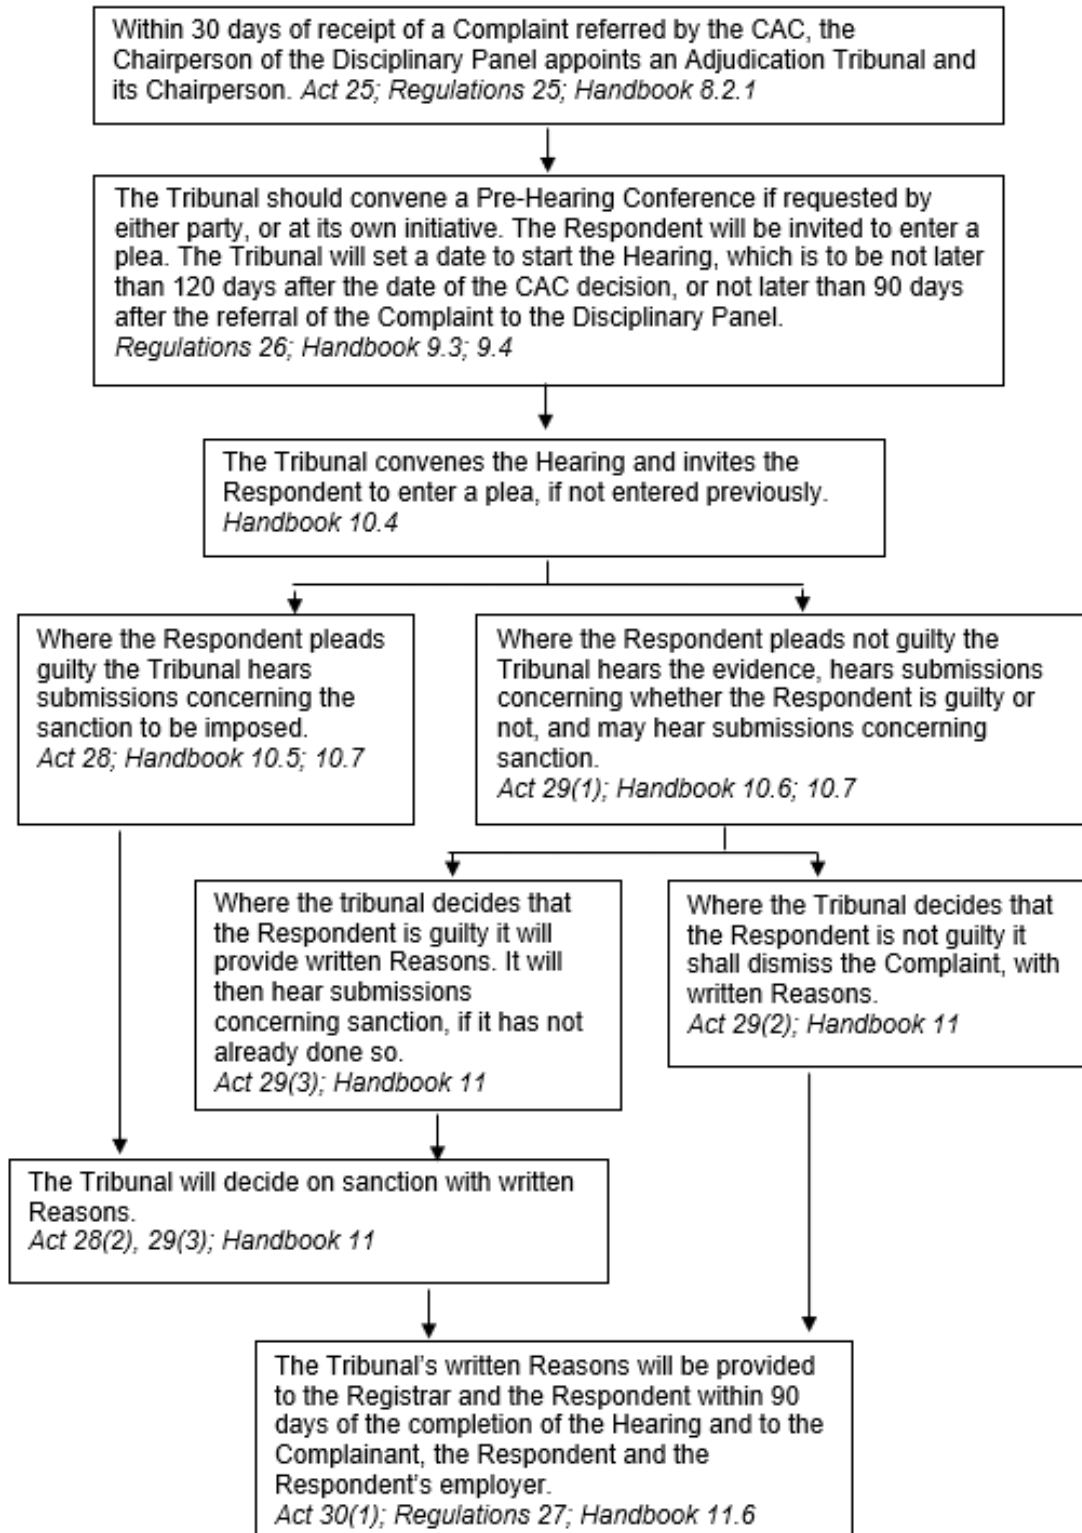 Within 30 days of receipt of a Complaint referred by the CAC, the
Chairperson of the Disciplinary Panel appoints an Adjudication Tribunal and
its Chairperson. Act 25; Regulations 25; Handbook 8.2.1
The Tribunal should convene a Pre-Hearing Conference if requested by
either party, or at its own initiative. The Respondent will be invited to enter a
plea. The Tribunal will set a date to start the Hearing, which is to be not later
than 120 days after the date of the CAC decision, or not later than 90 days
after the referral of the Complaint to the Disciplinary Panel.
Regulations 26; Handbook 9.3; 9.4
The Tribunal convenes the Hearing and invites the
Respondent to enter a plea, if not entered previously.
Handbook 10.4
Where the Respondent pleads
guilty the Tribunal hears
submissions concerning the
sanction to be imposed.
Act 28; Handbook 10.5; 10.7
Where the Respondent pleads not guilty the
Tribunal hears the evidence, hears submissions
concerning whether the Respondent is guilty or
not, and may hear submissions concerning
sanction.
Act 29(1); Handbook 10.6; 10.7
Where the tribunal decides that
the Respondent is guilty it will
provide written Reasons. It will
then hear submissions
concerning sanction, if it has not
already done so.
Act 29(3); Handbook 11
Where the Tribunal decides that
the Respondent is not guilty it
shall dismiss the Complaint, with
written Reasons.
Act 29(2); Handbook 11
The Tribunal will decide on sanction with written
Reasons.
Act 28(2), 29(3); Handbook 11
The Tribunal's written Reasons will be provided
to the Registrar and the Respondent within 90
days of the completion of the Hearing and to the
Complainant, the Respondent and the
Respondent's employer.
Act 30(1); Regulations 27; Handbook 11.6